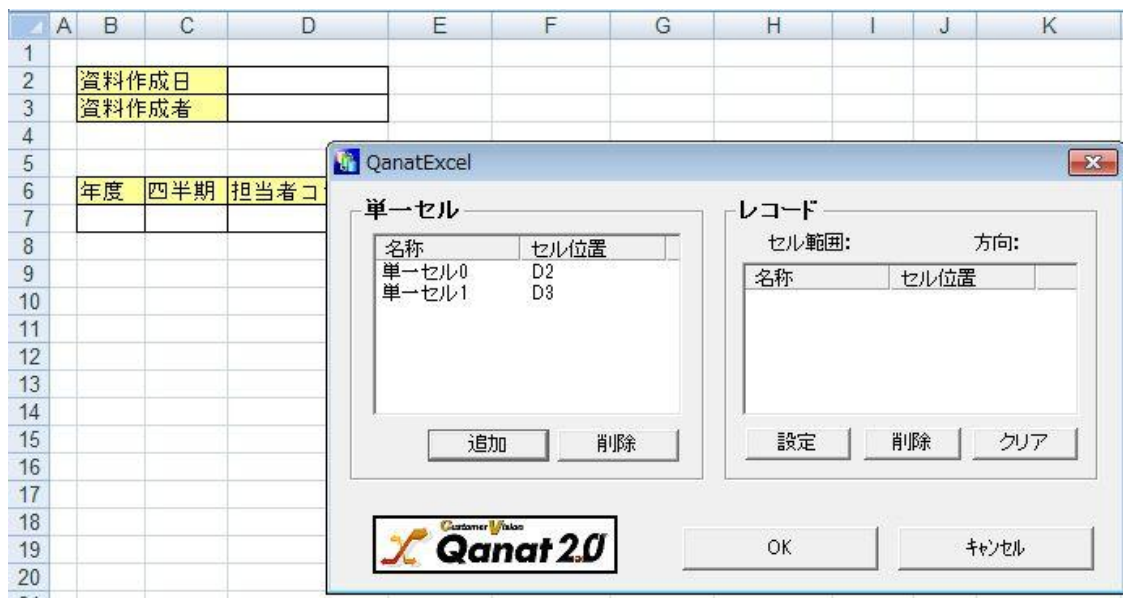 A B C D E F G H I J K
1
2 資料作成日
3 資料作成者
4
5
6 年度 四半期 担当者コ
7
8
9
10
11
12
13
14
15
16
17
18
19
20
QanatExcel
単一セル
名称 セル位置
単一セル0 D2
単一セル1 D3
追加 削除
レコード
セル範囲: 方向:
名称 セル位置
設定 削除 クリア
Customer Vision
Qanat 2.0
OK キャンセル